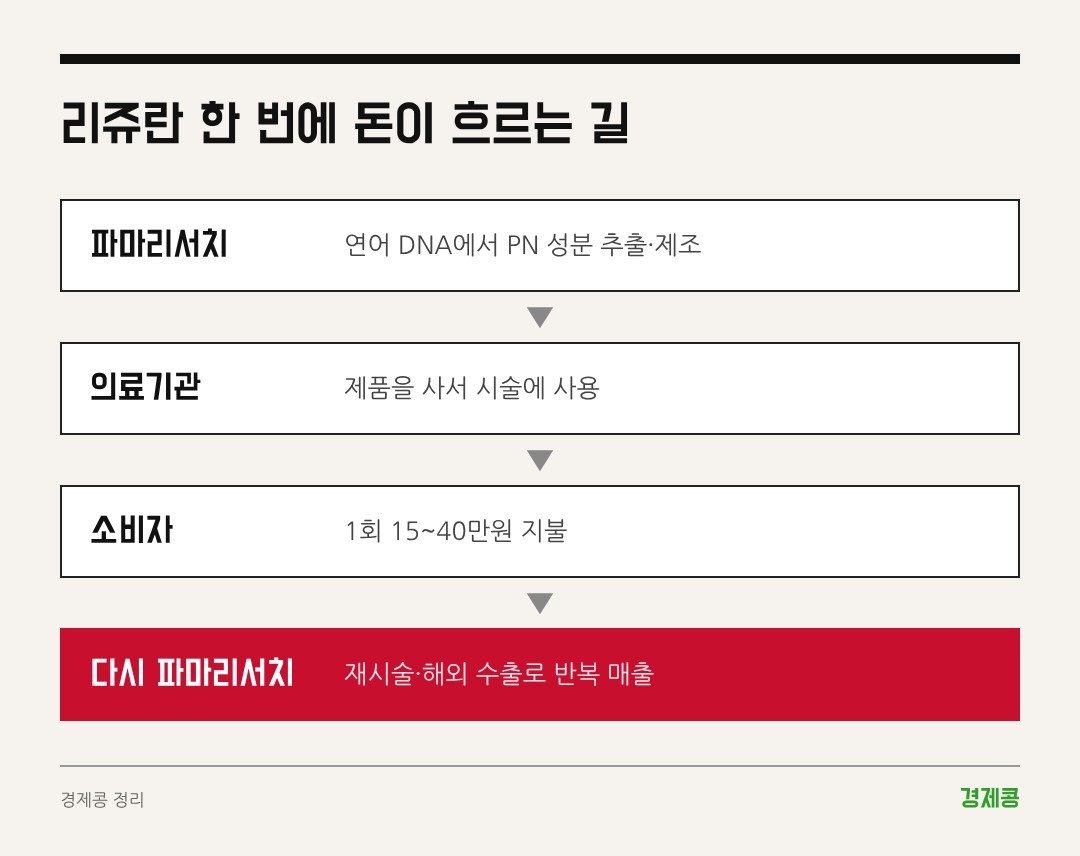 리쥬란 한 번에 돈이 흐르는 길
파마리서치 연어 DNA에서 PN 성분 추출·제조
의료기관 제품을 사서 시술에 사용
소비자 1회 15~40만원 지불
다시 파마리서치 재시술·해외 수출로 반복 매출
경제콩 정리 경제콩